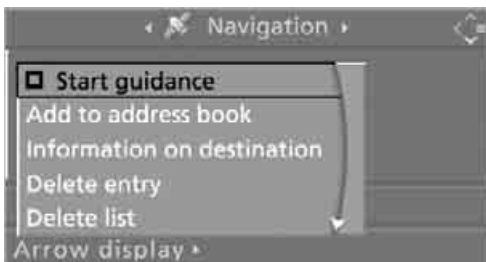 Navigation
Start guidance
Add to address book
Information on destination
Delete entry
Delete list
Arrow display